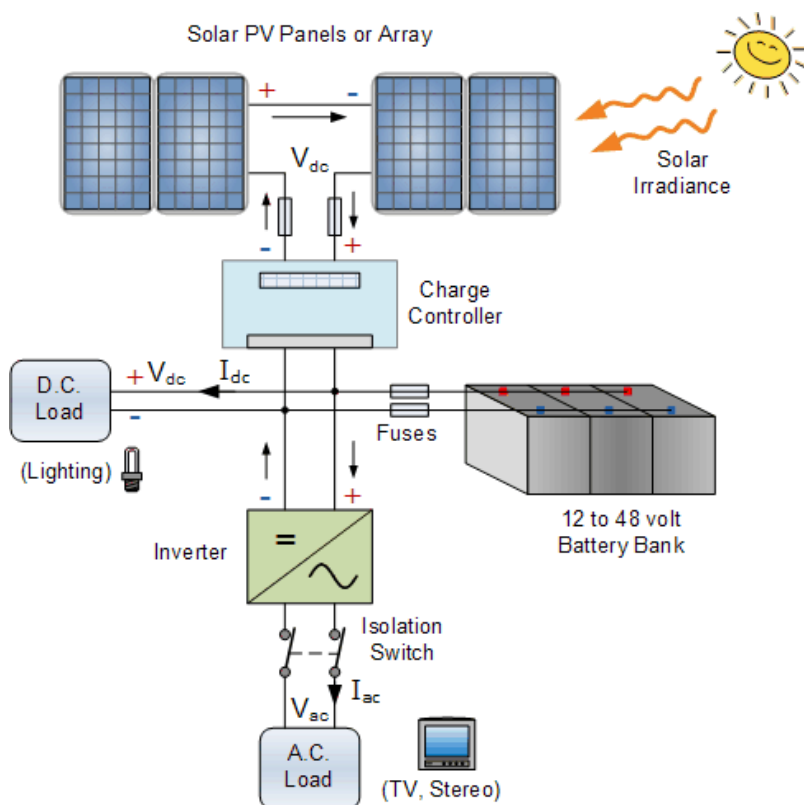 Solar PV Panels or Array
+
-
Vdc
Solar
Irradiance
-
+
Charge
Controller
D.C.
Load
+
Vdc
Idc
-
Fuses
(Lighting)
-
+
12 to 48 volt
Battery Bank
Inverter
=
Isolation
Switch
Iac
Vac
A.C.
Load
(TV, Stereo)